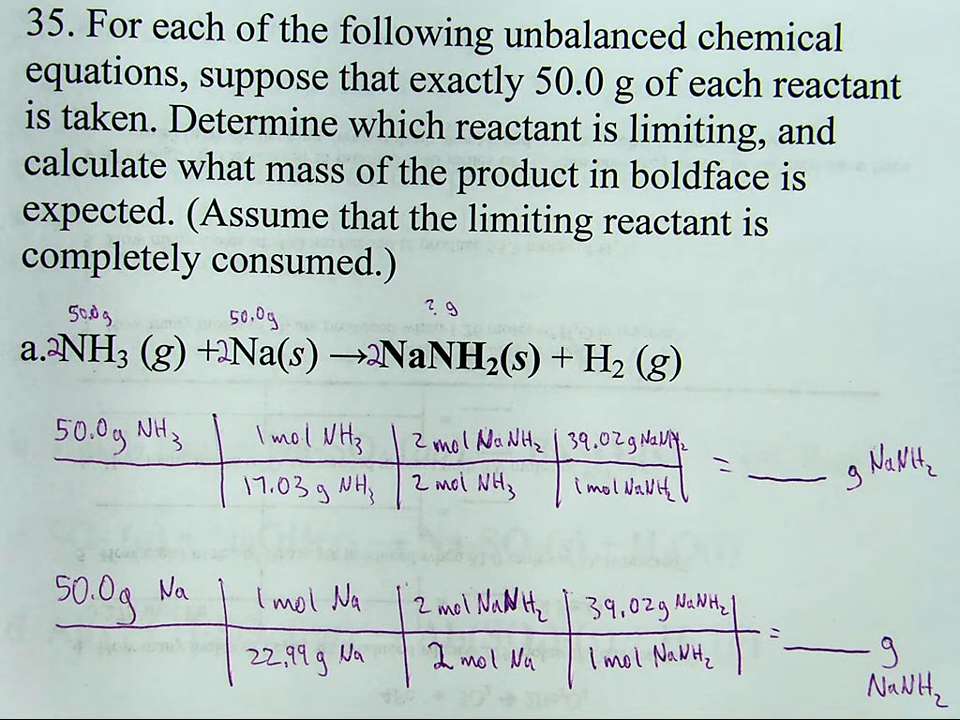 35. For each of the following unbalanced chemical
equations, suppose that exactly 50.0 g of each reactant
is taken. Determine which reactant is limiting, and
calculate what mass of the product in boldface is
expected. (Assume that the limiting reactant is
completely consumed.)
50.0g 50.0g ? g
a. 2NH₃ (g) + 2Na(s) → 2NaNH₂(s) + H₂ (g)
50.0g NH₃ | 1 mol NH₃ | 2 mol NaNH₂ | 39.02g NaNH₂ = ___ g NaNH₂
17.03 g NH₃ | 2 mol NH₃ | 1 mol NaNH₂
50.0g Na | 1 mol Na | 2 mol NaNH₂ | 39.02g NaNH₂ | = ___ g
22.99 g Na | 2 mol Na | 1 mol NaNH₂ | NaNH₂